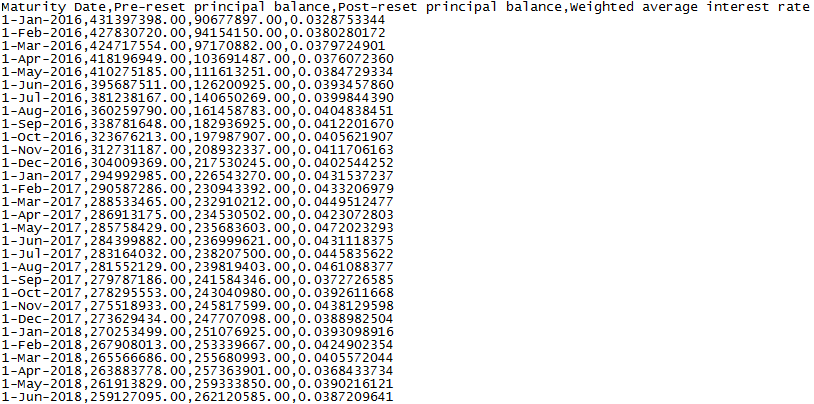 Maturity Date,Pre-reset principal balance,Post-reset principal balance,Weighted average interest rate
1-Jan-2016,431397398.00,90677897.00,0.0328753344
1-Feb-2016,427830720.00,94154150.00,0.0380280172
1-Mar-2016,424717554.00,97170882.00,0.0379724901
1-Apr-2016,418196949.00,103691487.00,0.0376072360
1-May-2016,410275185.00,111613251.00,0.0384729334
1-Jun-2016,395687511.00,126200925.00,0.0393457860
1-Jul-2016,381238167.00,140650269.00,0.0399844390
1-Aug-2016,360259790.00,161458783.00,0.0404838451
1-Sep-2016,338781648.00,182936925.00,0.0412201670
1-Oct-2016,323676213.00,197987907.00,0.0405621907
1-Nov-2016,312731187.00,208932337.00,0.0411706163
1-Dec-2016,304009369.00,217530245.00,0.0402544252
1-Jan-2017,294992985.00,226543270.00,0.0431537237
1-Feb-2017,290587286.00,230943392.00,0.0433206979
1-Mar-2017,288533465.00,232910212.00,0.0449512477
1-Apr-2017,286913175.00,234530502.00,0.0423072803
1-May-2017,285758429.00,235683603.00,0.0472023293
1-Jun-2017,284399882.00,236999621.00,0.0431118375
1-Jul-2017,283164032.00,238207500.00,0.0445835622
1-Aug-2017,281552129.00,239819403.00,0.0461088377
1-Sep-2017,279787186.00,241584346.00,0.0372726585
1-Oct-2017,278295553.00,243040980.00,0.0392611668
1-Nov-2017,275518933.00,245817599.00,0.0438129598
1-Dec-2017,273629434.00,247707098.00,0.0388982504
1-Jan-2018,270253499.00,251076925.00,0.0393098916
1-Feb-2018,267908013.00,253339667.00,0.0424902354
1-Mar-2018,265566686.00,255680993.00,0.0405572044
1-Apr-2018,263883778.00,257363901.00,0.0368433734
1-May-2018,261913829.00,259333850.00,0.0390216121
1-Jun-2018,259127095.00,262120585.00,0.0387209641